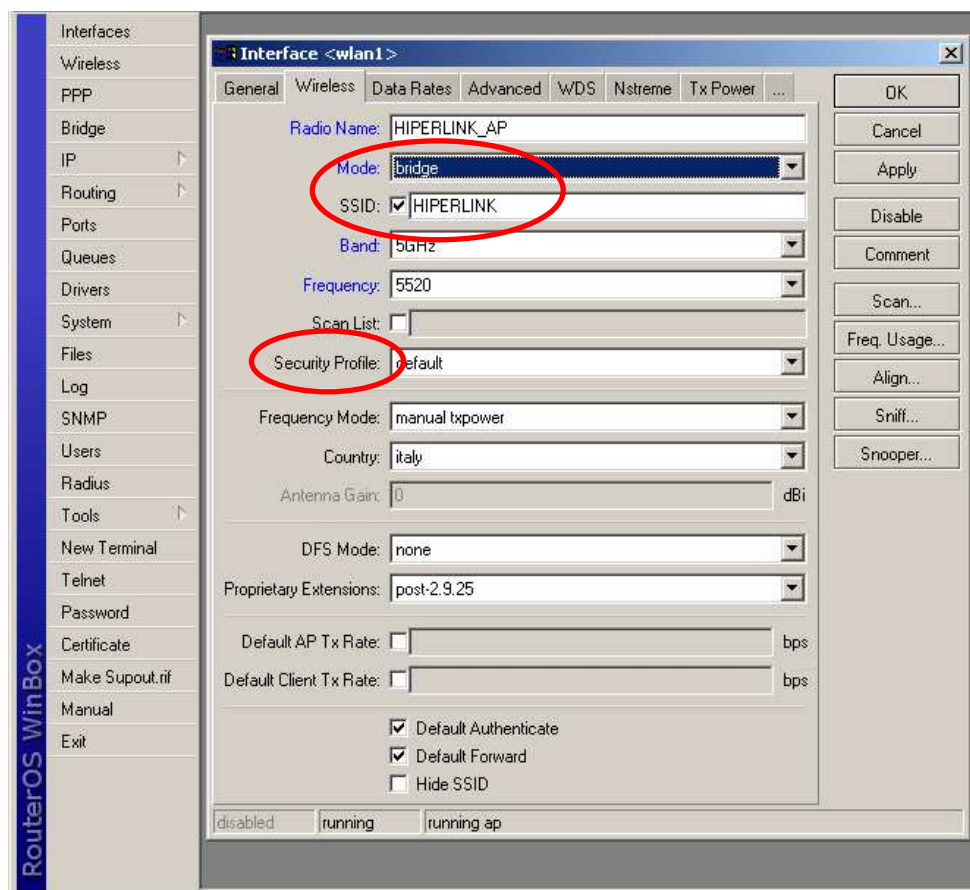 Interfaces
Wireless
PPP
Bridge
IP
Routing
Ports
Queues
Drivers
System
Files
Log
SNMP
Users
Radius
Tools
New Terminal
Telnet
Password
Certificate
Make Supout.rif
Manual
Exit
RouterOS WinBox
Interface <wlan1>
General Wireless Data Rates Advanced WDS Nstreme Tx Power ...
Radio Name: HIPERLINK_AP
Mode: bridge
SSID: HIPERLINK
Band: 5GHz
Frequency: 5520
Scan List:
Security Profile: default
Frequency Mode: manual txpower
Country: italy
Antenna Gain: 0 dBi
DFS Mode: none
Proprietary Extensions: post-2.9.25
Default AP Tx Rate: bps
Default Client Tx Rate: bps
Default Authenticate
Default Forward
Hide SSID
disabled running running ap
OK
Cancel
Apply
Disable
Comment
Scan...
Freq. Usage...
Align...
Sniff...
Snooper...